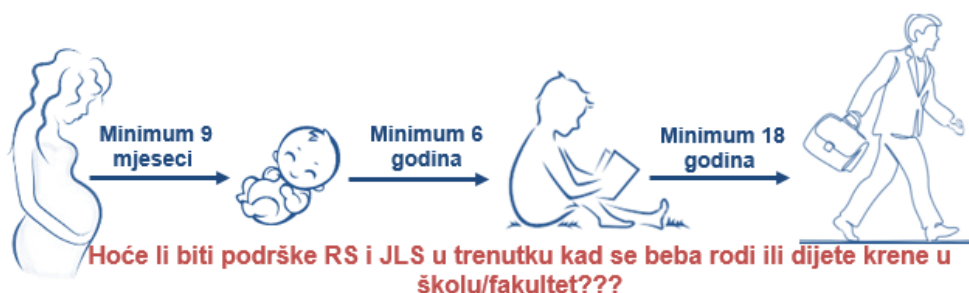 Minimum 9
mjeseci
Minimum 6
godina
Minimum 18
godina
Hoće li biti podrške RS i JLS u trenutku kad se beba rodi ili dijete krene u
školu/fakultet???